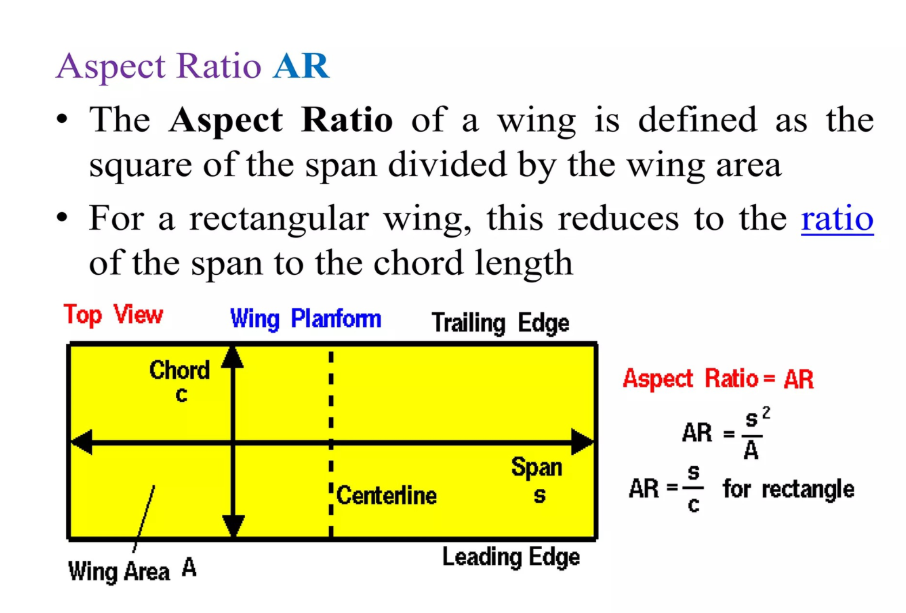 Aspect Ratio AR
• The Aspect Ratio of a wing is defined as the
square of the span divided by the wing area
• For a rectangular wing, this reduces to the ratio
of the span to the chord length
Top View
Wing Planform
Trailing Edge
Chord
c
Span
s
Centerline
Wing Area A
Leading Edge
Aspect Ratio = AR
AR = s²/A
AR = s/c for rectangle